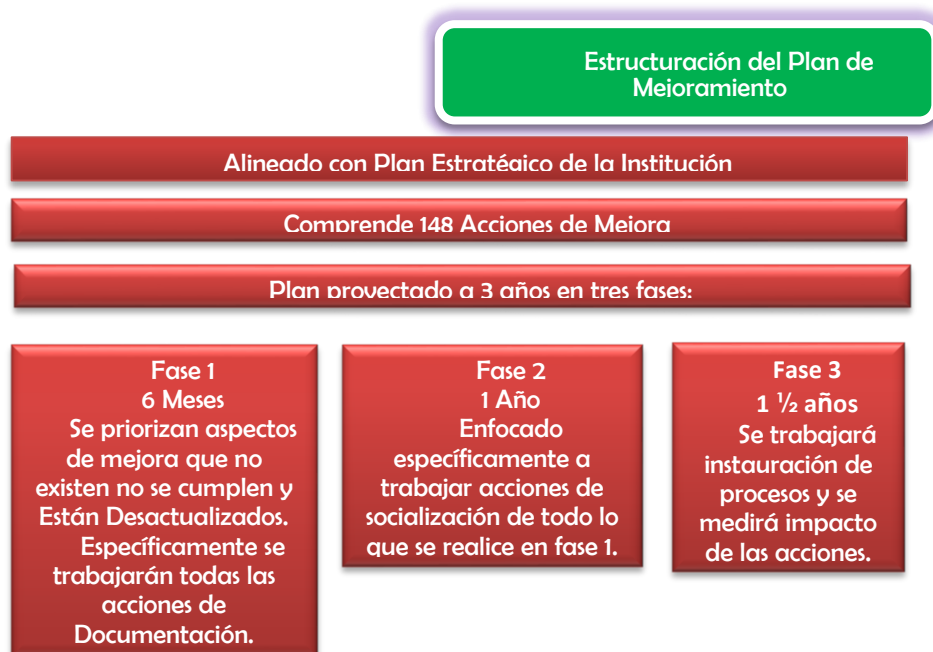 Estructuración del Plan de
Mejoramiento
Alineado con Plan Estratégico de la Institución
Comprende 148 Acciones de Mejora
Plan proyectado a 3 años en tres fases:
Fase 1
6 Meses
Se priorizan aspectos
de mejora que no
existen no se cumplen y
Están Desactualizados.
Específicamente se
trabajarán todas las
acciones de
Documentación.
Fase 2
1 Año
Enfocado
específicamente a
trabajar acciones de
socialización de todo lo
que se realice en fase 1.
Fase 3
1 ½ años
Se trabajará
instauración de
procesos y se
medirá impacto
de las acciones.